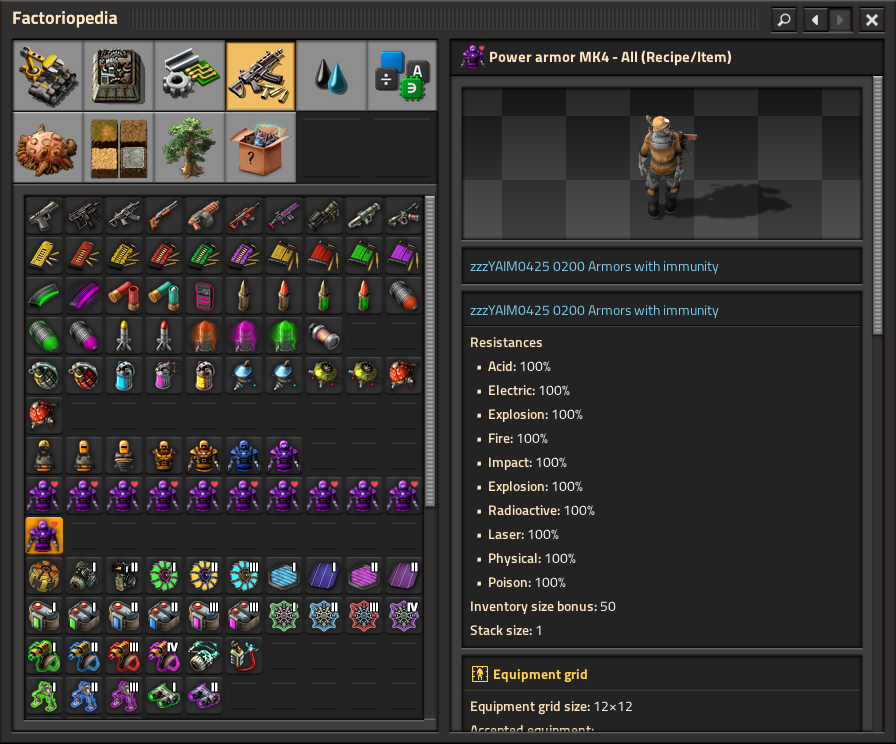 Factoriopedia
Power armor MK4 - All (Recipe/Item)
zzzYAIM0425 0200 Armors with immunity
zzzYAIM0425 0200 Armors with immunity
Resistances
▪ Acid: 100%
▪ Electric: 100%
▪ Explosion: 100%
▪ Fire: 100%
▪ Impact: 100%
▪ Explosion: 100%
▪ Radioactive: 100%
▪ Laser: 100%
▪ Physical: 100%
▪ Poison: 100%
Inventory size bonus: 50
Stack size: 1
Equipment grid
Equipment grid size: 12×12
Accepted equipment: